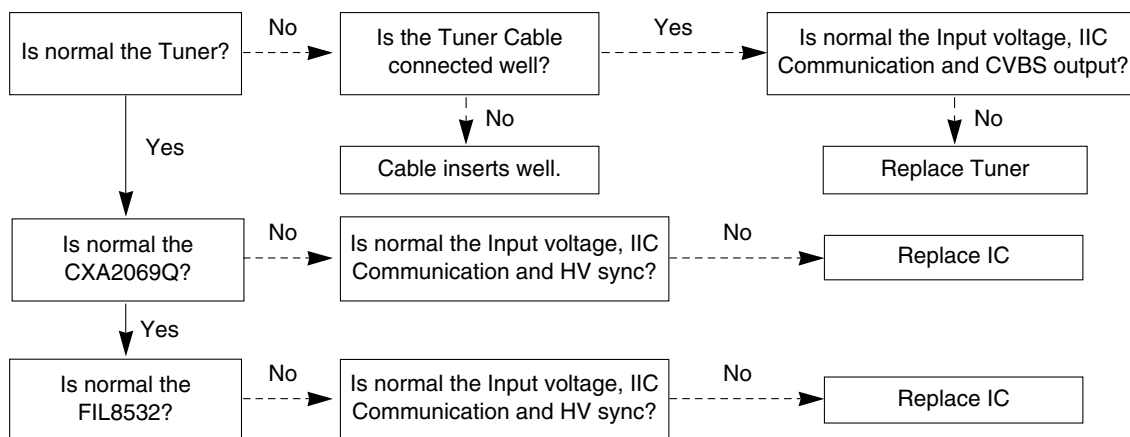 Is normal the Tuner?
No
Is the Tuner Cable
connected well?
Yes
Is normal the Input voltage, IIC
Communication and CVBS output?
Yes
No
No
Cable inserts well.
Replace Tuner
Is normal the
CXA2069Q?
No
Is normal the Input voltage, IIC
Communication and HV sync?
No
Replace IC
Yes
Is normal the
FIL8532?
No
Is normal the Input voltage, IIC
Communication and HV sync?
No
Replace IC